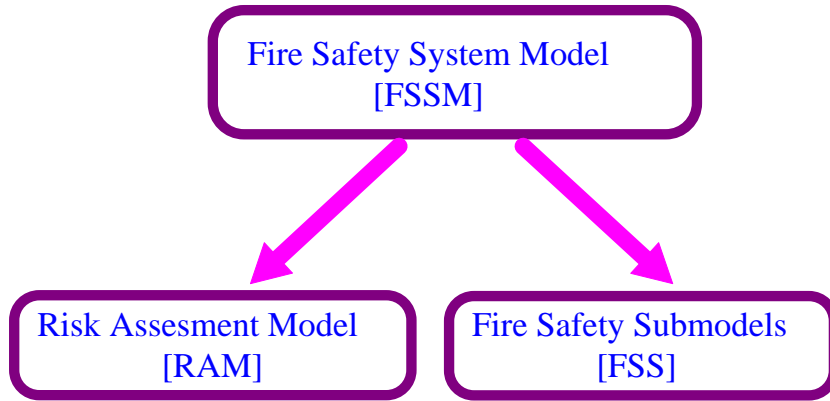 Fire Safety System Model
[FSSM]
Risk Assesment Model
[RAM]
Fire Safety Submodels
[FSS]